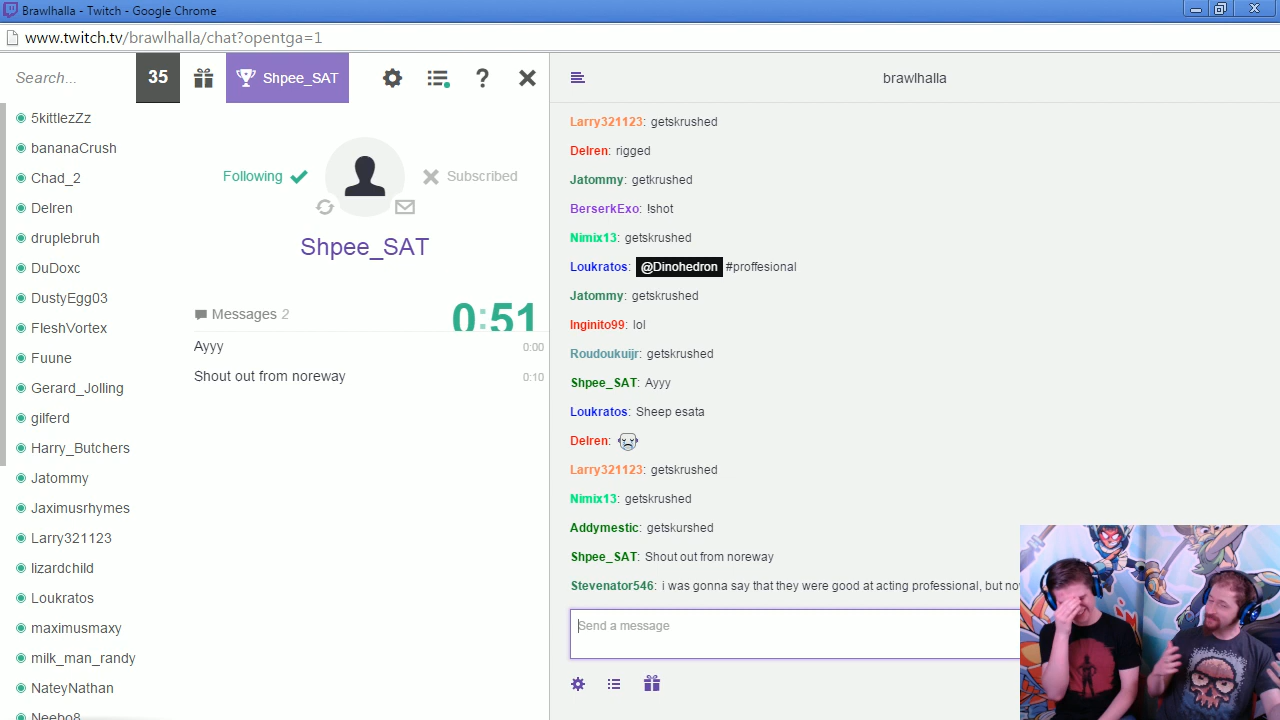 Brawlhalla - Twitch - Google Chrome
www.twitch.tv/brawlhalla/chat?opentga=1
Search...
35
Shpee_SAT
?
brawlhalla
5kittlezZz
bananaCrush
Chad_2
Delren
druplebruh
DuDoxc
DustyEgg03
FleshVortex
Fuune
Gerard_Jolling
gilferd
Harry_Butchers
Jatommy
Jaximusrhymes
Larry321123
lizardchild
Loukratos
maximusmaxy
milk_man_randy
NateyNathan
Neebo8
Following
Subscribed
Shpee_SAT
Messages 2
0:51
Ayyy 0:00
Shout out from noreway 0:10
Larry321123: getskrushed
Delren: rigged
Jatommy: getkrushed
BerserkExo: !shot
Nimix13: getskrushed
Loukratos: @Dinohedron #proffesional
Jatommy: getskrushed
Inginito99: lol
Roudoukuijr: getskrushed
Shpee_SAT: Ayyy
Loukratos: Sheep esata
Delren:
Larry321123: getskrushed
Nimix13: getskrushed
Addymestic: getskurshed
Shpee_SAT: Shout out from noreway
Stevenator546: i was gonna say that they were good at acting professional, but
Send a message